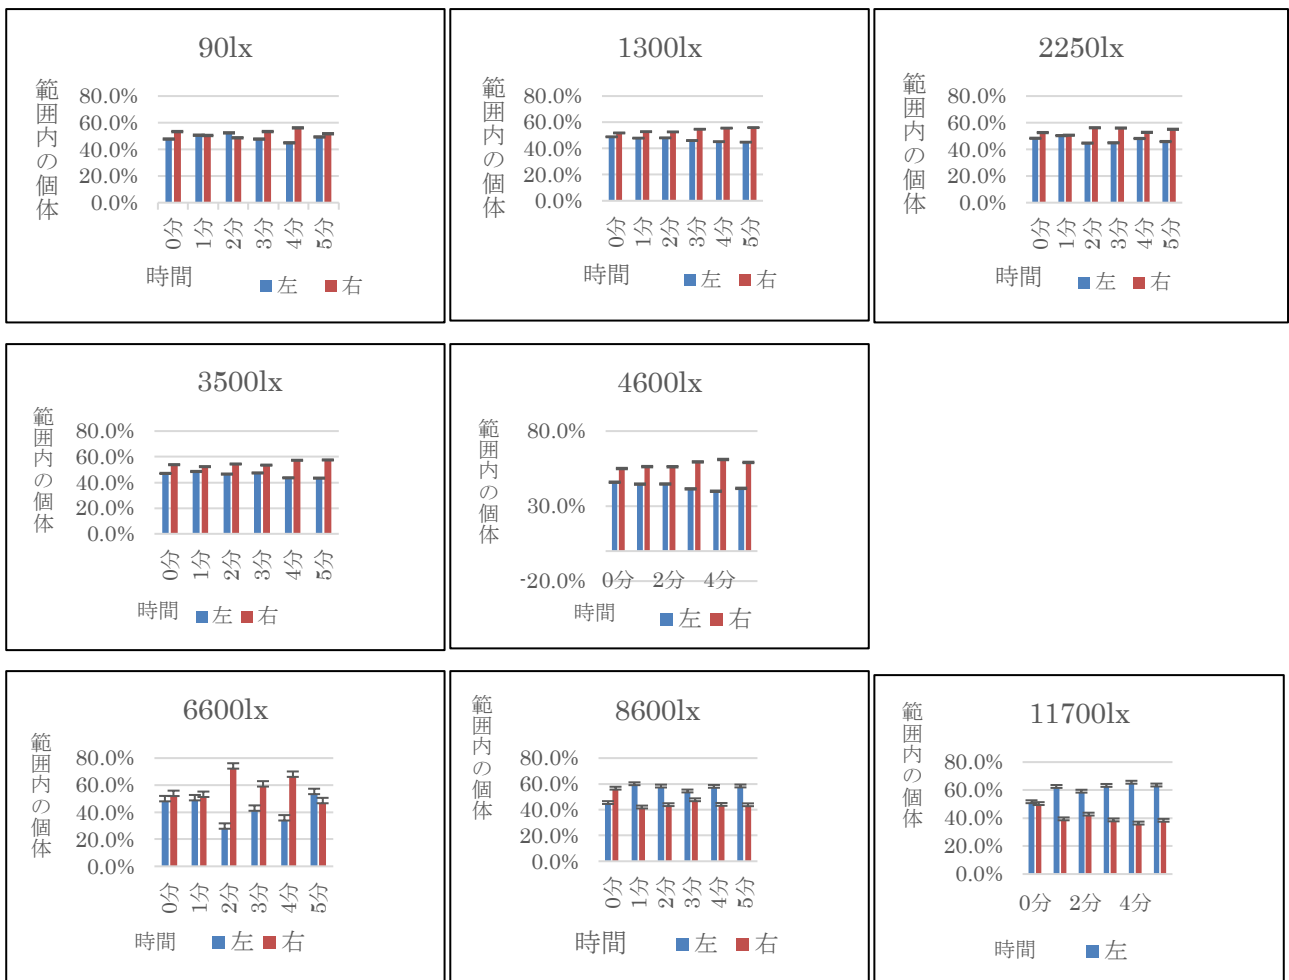 90lx
範囲内の個体
80.0%
60.0%
40.0%
20.0%
0.0%
0分 1分 2分 3分 4分 5分
時間
左 右
1300lx
範囲内の個体
80.0%
60.0%
40.0%
20.0%
0.0%
0分 1分 2分 3分 4分 5分
時間
左 右
2250lx
範囲内の個体
80.0%
60.0%
40.0%
20.0%
0.0%
0分 1分 2分 3分 4分 5分
時間
左 右
3500lx
範囲内の個体
80.0%
60.0%
40.0%
20.0%
0.0%
0分 1分 2分 3分 4分 5分
時間 左 右
4600lx
範囲内の個体
80.0%
30.0%
-20.0%
0分 2分 4分
時間 左 右
6600lx
範囲内の個体
80.0%
60.0%
40.0%
20.0%
0.0%
0分 1分 2分 3分 4分 5分
時間 左 右
8600lx
範囲内の個体
80.0%
60.0%
40.0%
20.0%
0.0%
0分 1分 2分 3分 4分 5分
時間 左 右
11700lx
範囲内の個体
80.0%
60.0%
40.0%
20.0%
0.0%
0分 2分 4分
時間 左